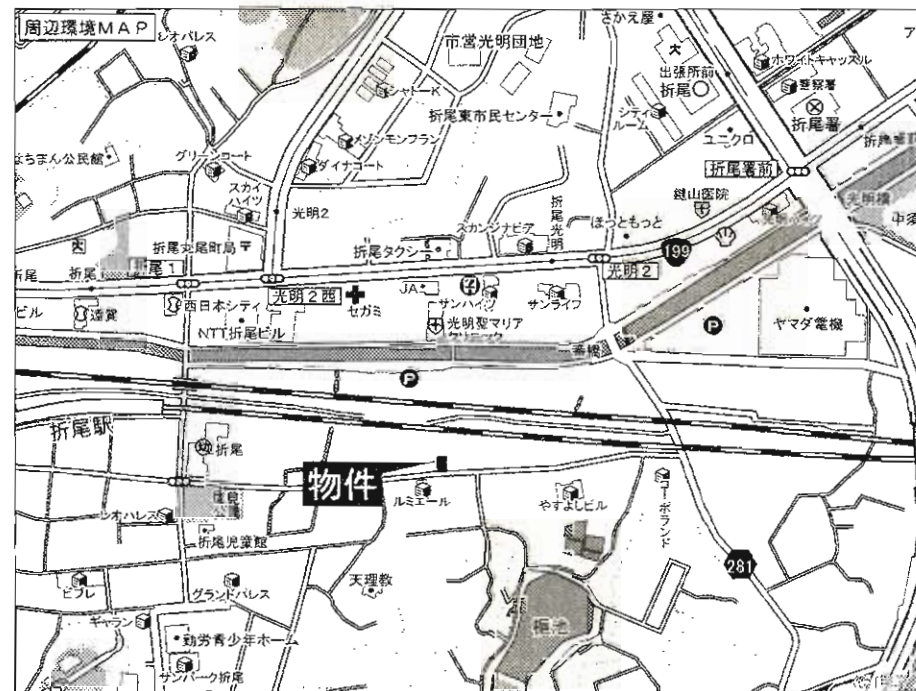 周辺環境MAP
レオパレス
市営光明団地
さかえ屋
大
出張所前
折尾
ホワイトキャッスル
警察署
折尾署
シャトーK
折尾東市民センター
シティ
ルーム
ユニクロ
メゾンモンブラン
なちまん公民館
グリーンコート
ダイナコート
折尾署前
スカイ
ハイツ
光明2
折尾光明
鍵山医院
光明橋
折尾丸尾町局
折尾タクシー
スカンジナビア
ほっともっと
199
折尾1
光明2西
光明2
遠賀
西日本シティ
セガミ
JA
サンハイツ
サンライフ
NTT折尾ビル
光明聖マリア
クリニック
P
ヤマダ電機
P
折尾駅
幼
折尾
物件
ルミエール
やすよしビル
コーポランド
レオパレス
折尾児童館
天理教
281
ビブレ
グランドパレス
ギャラン
勤労青少年ホーム
サンパーク折尾